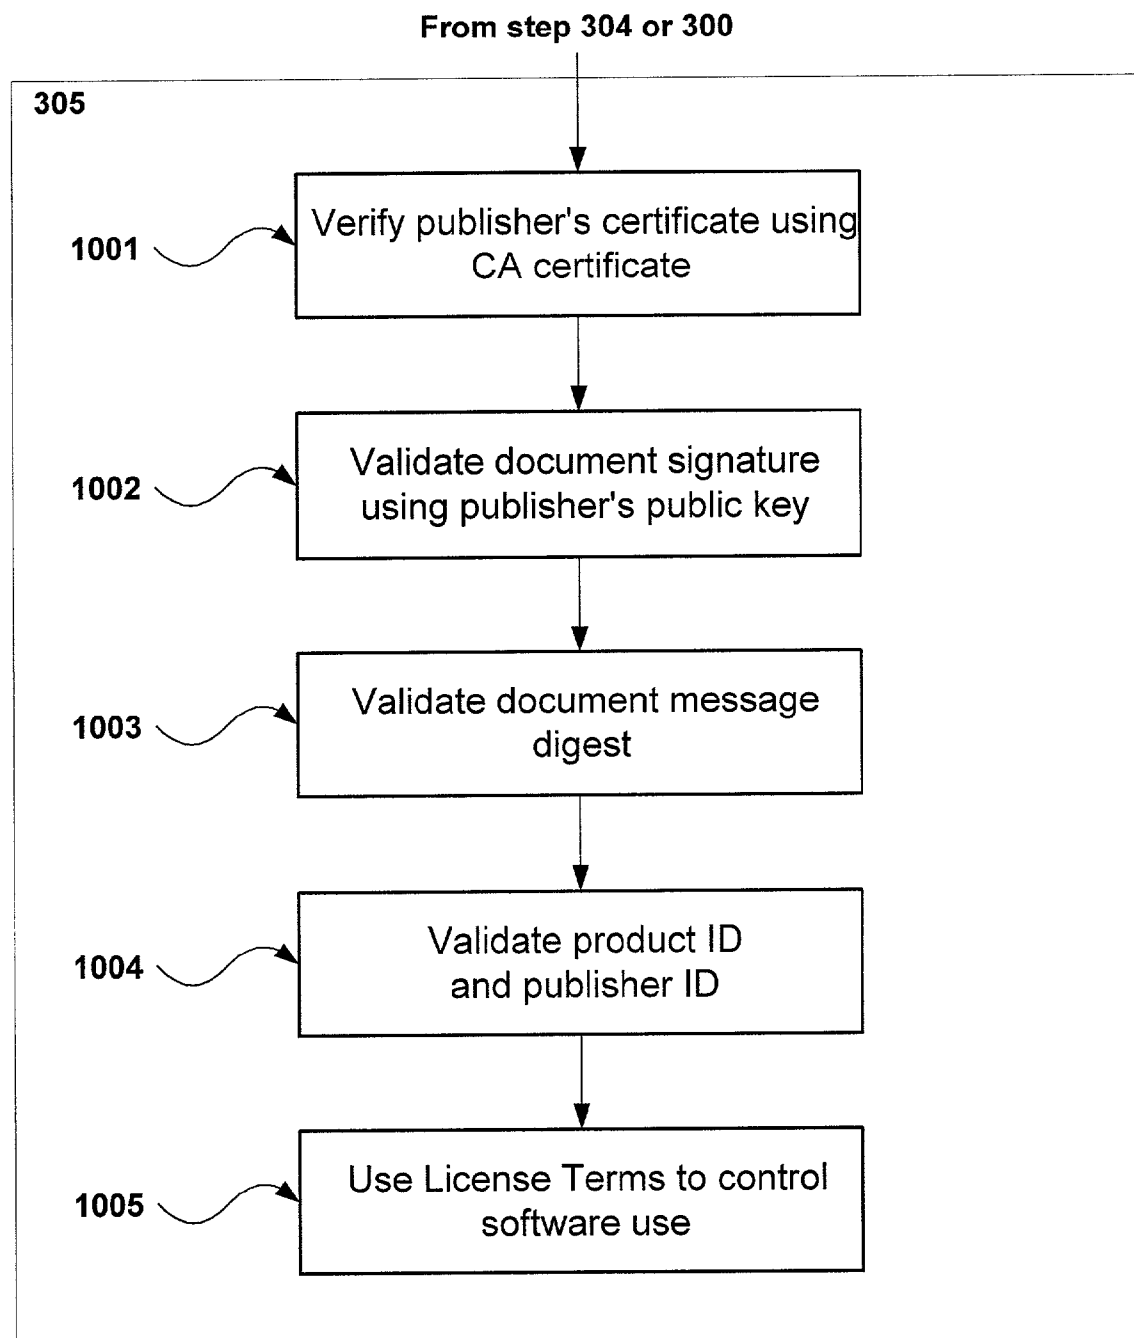 From step 304 or 300
305
1001
Verify publisher's certificate using
CA certificate
1002
Validate document signature
using publisher's public key
1003
Validate document message
digest
1004
Validate product ID
and publisher ID
1005
Use License Terms to control
software use